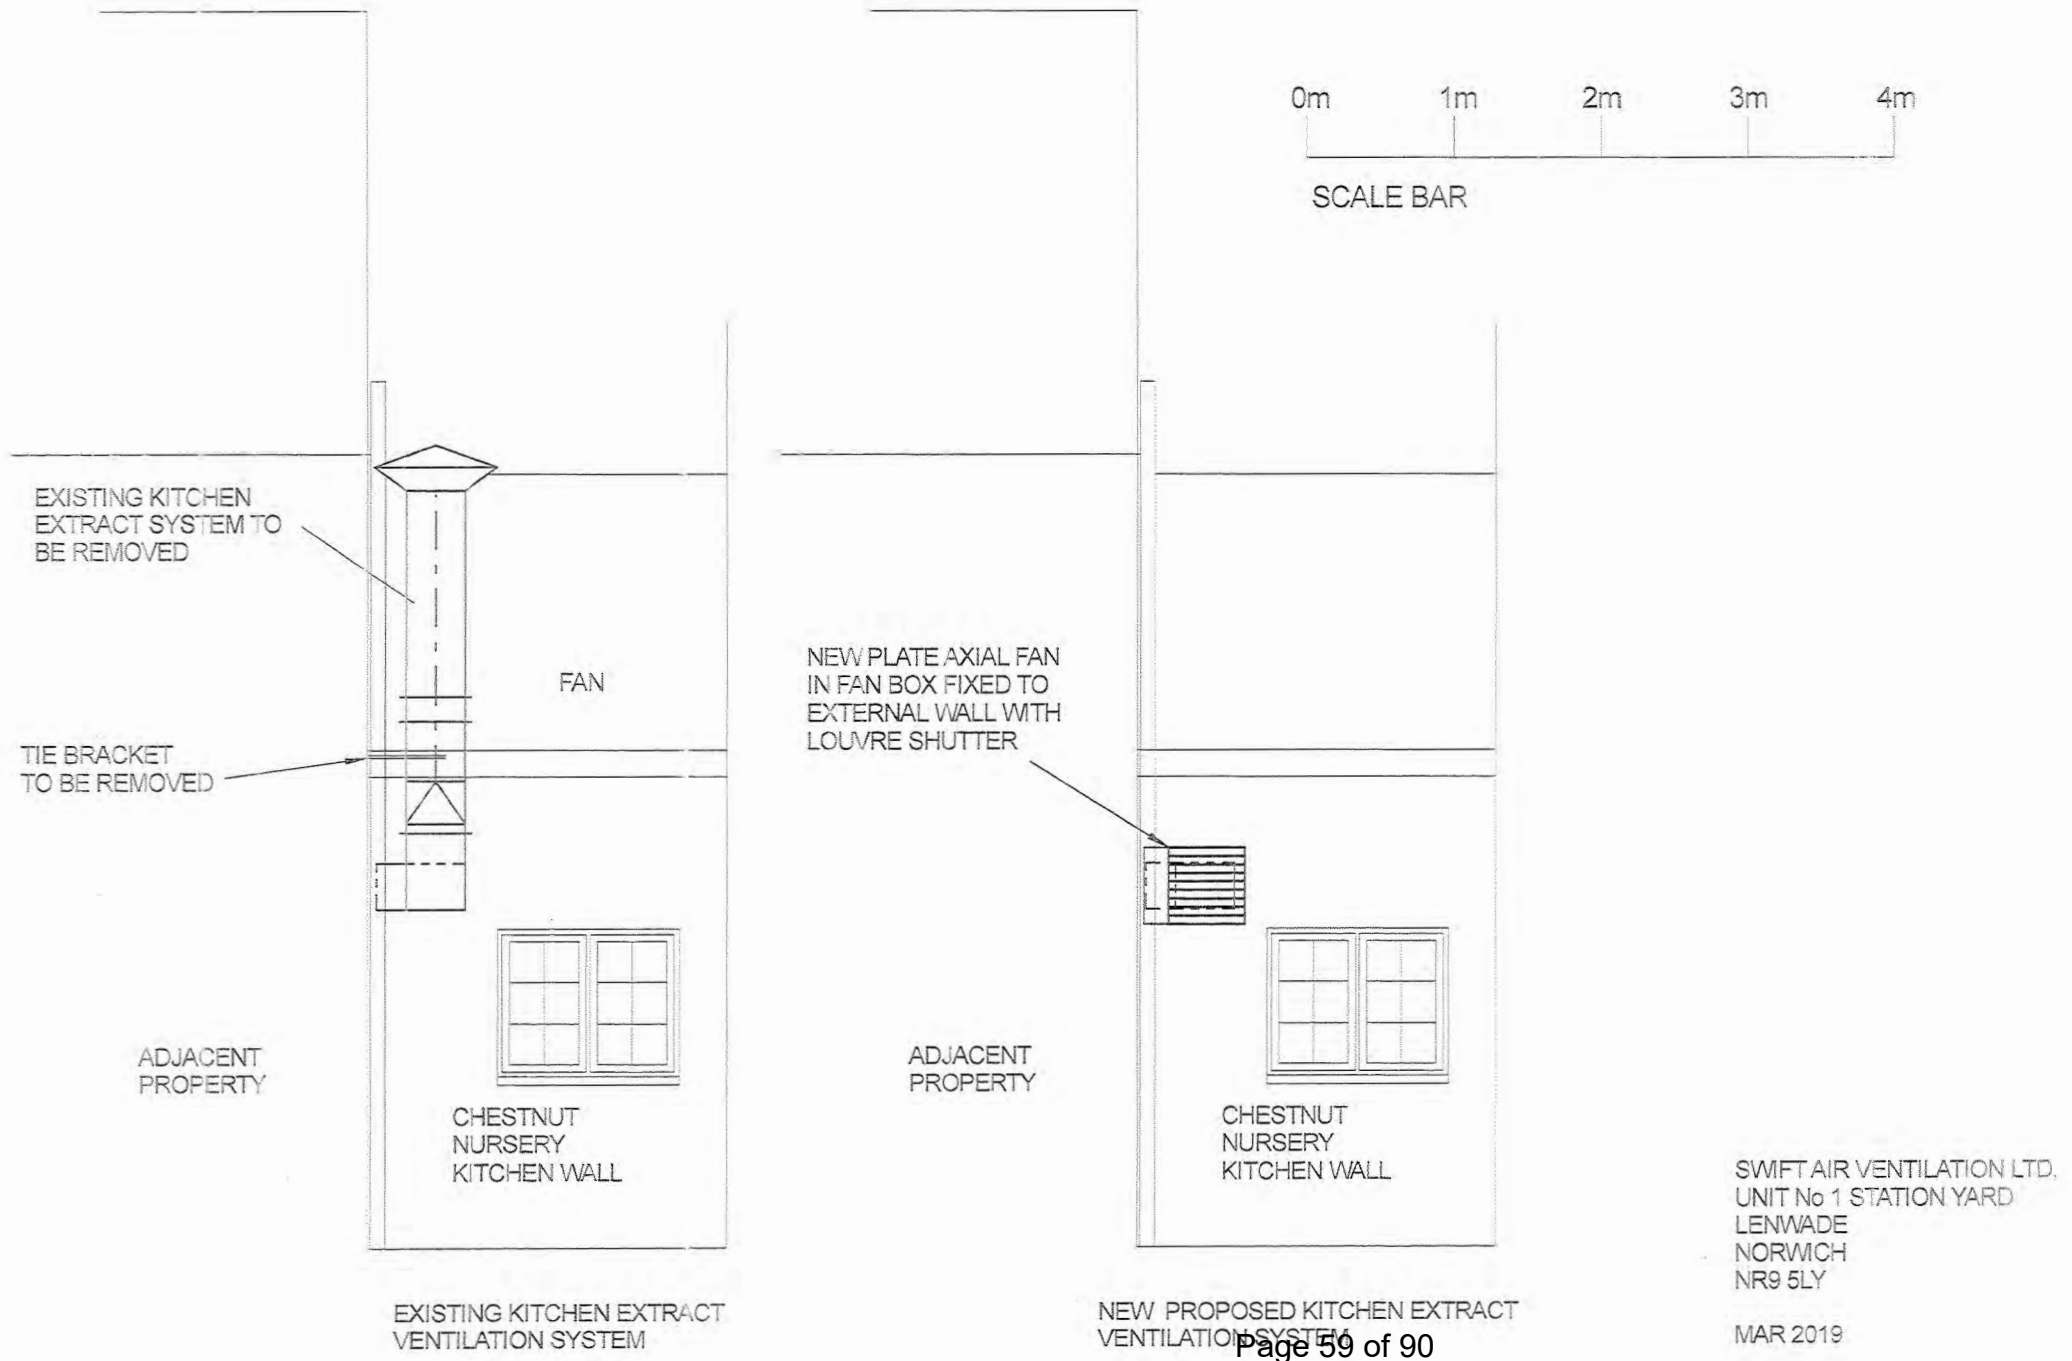 0m 1m 2m 3m 4m
SCALE BAR
EXISTING KITCHEN
EXTRACT SYSTEM TO
BE REMOVED
FAN
TIE BRACKET
TO BE REMOVED
ADJACENT
PROPERTY
CHESTNUT
NURSERY
KITCHEN WALL
EXISTING KITCHEN EXTRACT
VENTILATION SYSTEM
NEW PLATE AXIAL FAN
IN FAN BOX FIXED TO
EXTERNAL WALL WITH
LOUVRE SHUTTER
ADJACENT
PROPERTY
CHESTNUT
NURSERY
KITCHEN WALL
NEW PROPOSED KITCHEN EXTRACT
VENTILATION SYSTEM
Page 59 of 90
SWIFT AIR VENTILATION LTD.
UNIT No 1 STATION YARD
LENWADE
NORWICH
NR9 5LY
MAR 2019